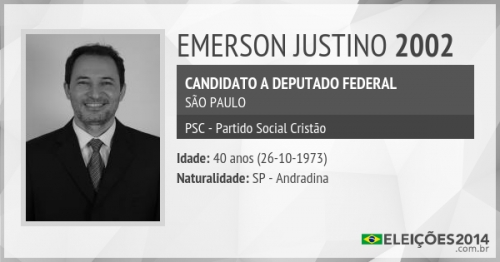 EMERSON JUSTINO 2002
CANDIDATO A DEPUTADO FEDERAL
SÃO PAULO
PSC - Partido Social Cristão
Idade: 40 anos (26-10-1973)
Naturalidade: SP - Andradina
ELEIÇÕES2014
.com.br